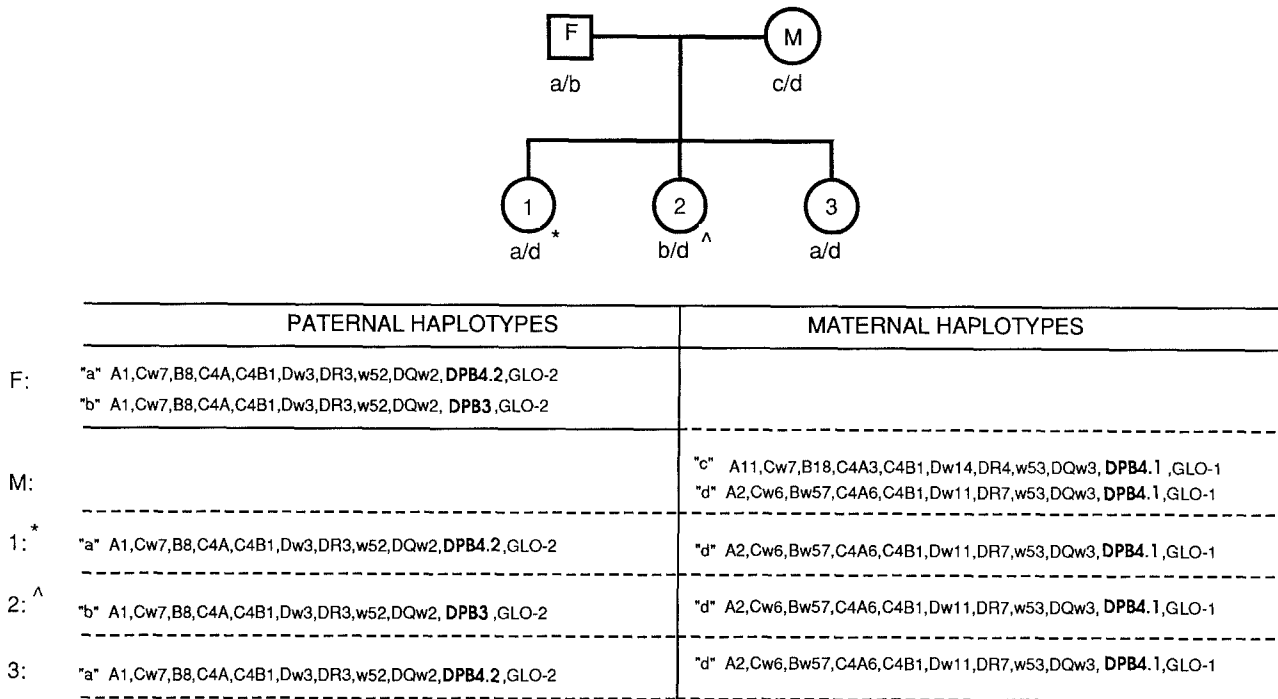 F M
a/b c/d
1 2 3
a/d * b/d ^ a/d
PATERNAL HAPLOTYPES MATERNAL HAPLOTYPES
F: "a" A1,Cw7,B8,C4A,C4B1,Dw3,DR3,w52,DQw2,DPB4.2,GLO-2
"b" A1,Cw7,B8,C4A,C4B1,Dw3,DR3,w52,DQw2, DPB3,GLO-2
M: "c" A11,Cw7,B18,C4A3,C4B1,Dw14,DR4,w53,DQw3, DPB4.1 ,GLO-1
"d" A2,Cw6,Bw57,C4A6,C4B1,Dw11,DR7,w53,DQw3, DPB4.1,GLO-1
1: * "a" A1,Cw7,B8,C4A,C4B1,Dw3,DR3,w52,DQw2,DPB4.2,GLO-2 "d" A2,Cw6,Bw57,C4A6,C4B1,Dw11,DR7,w53,DQw3, DPB4.1,GLO-1
2: ^ "b" A1,Cw7,B8,C4A,C4B1,Dw3,DR3,w52,DQw2, DPB3 ,GLO-2 "d" A2,Cw6,Bw57,C4A6,C4B1,Dw11,DR7,w53,DQw3, DPB4.1,GLO-1
3: "a" A1,Cw7,B8,C4A,C4B1,Dw3,DR3,w52,DQw2,DPB4.2,GLO-2 "d" A2,Cw6,Bw57,C4A6,C4B1,Dw11,DR7,w53,DQw3, DPB4.1,GLO-1